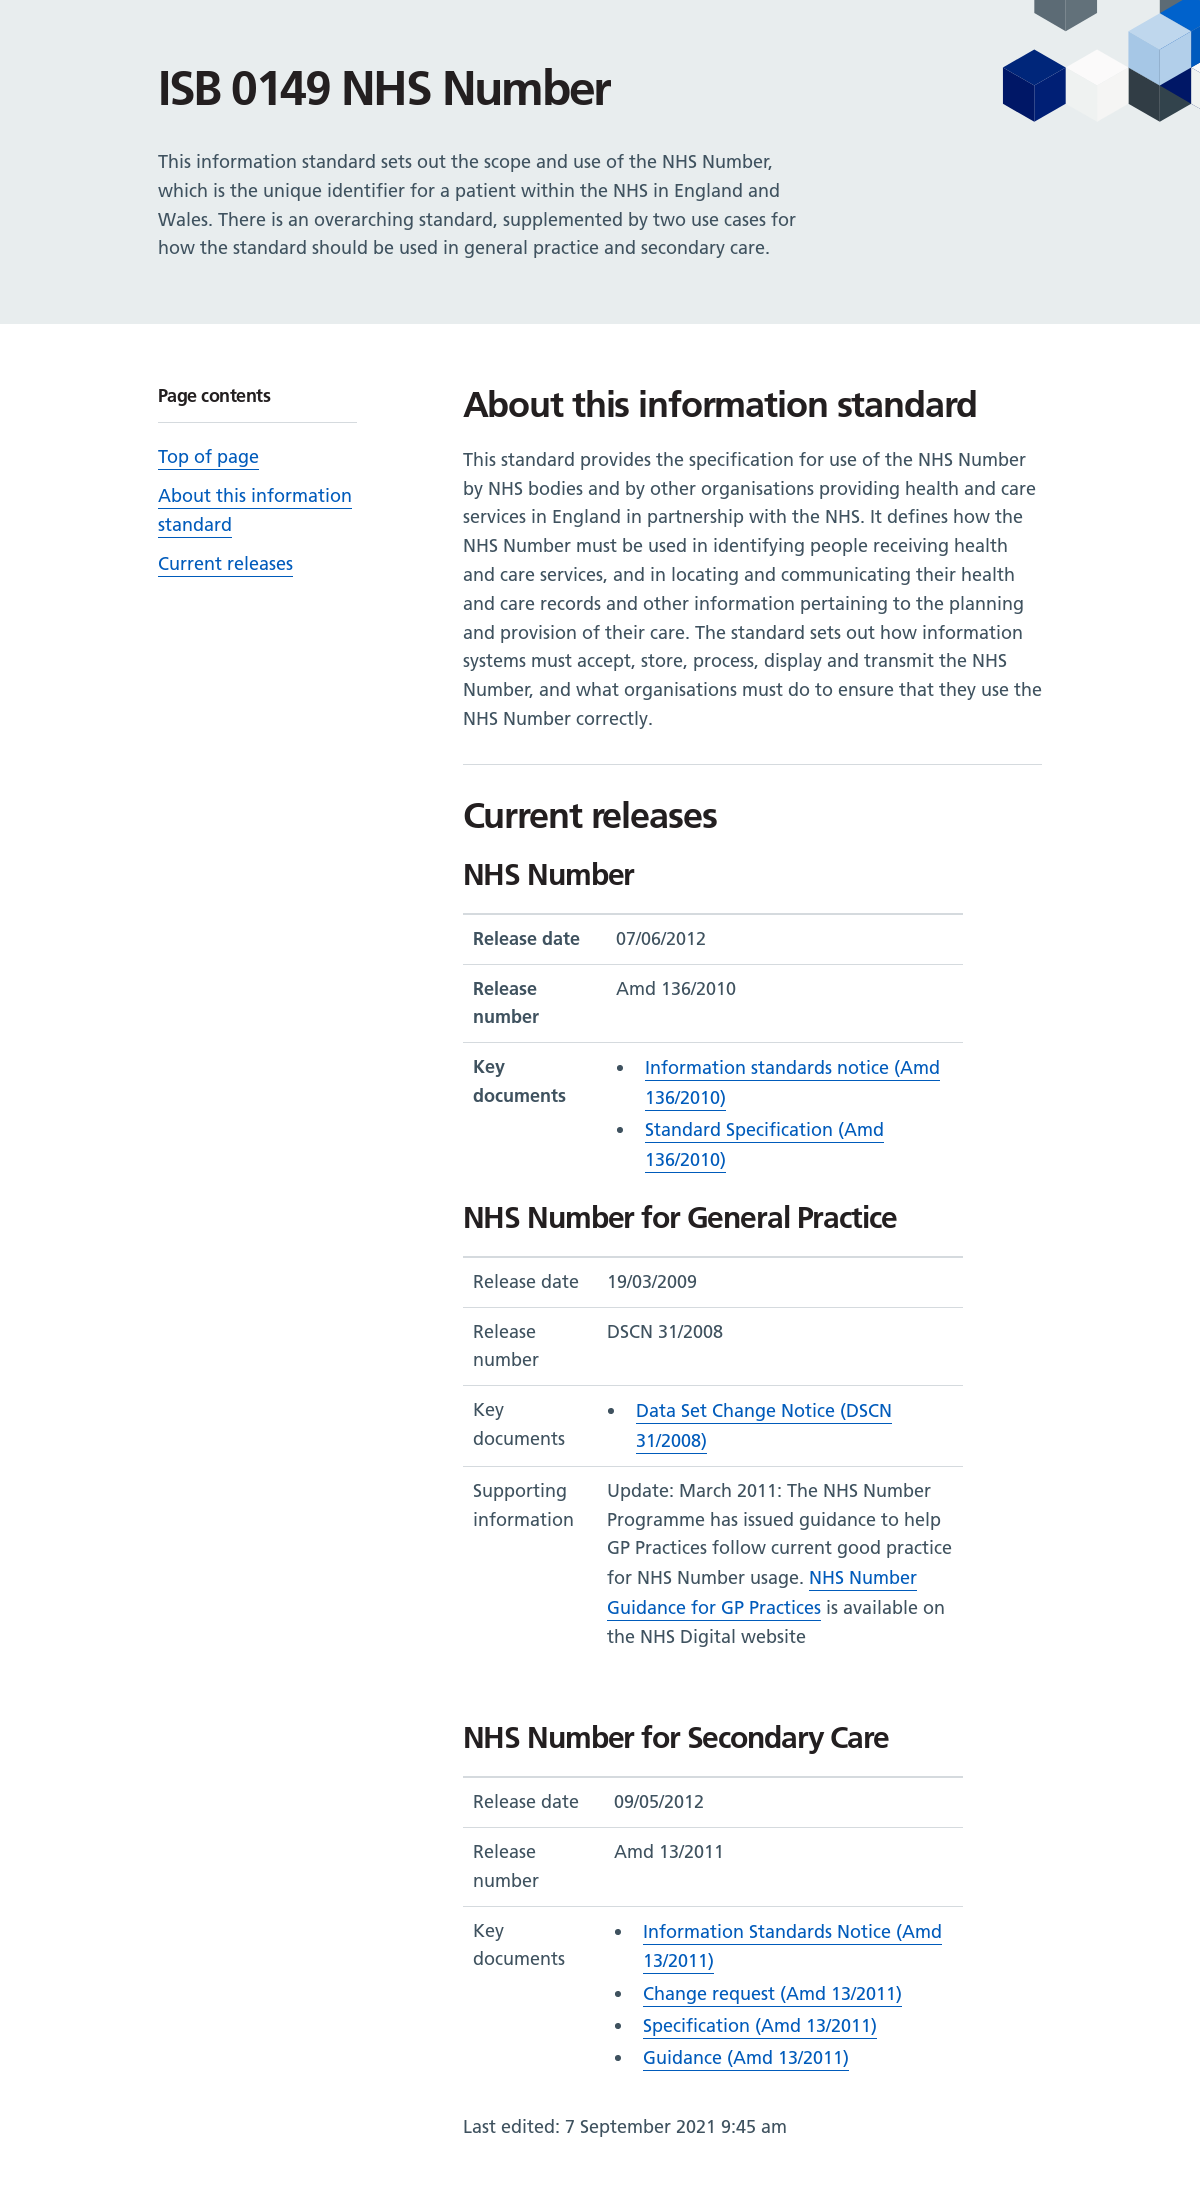 ISB 0149 NHS Number
This information standard sets out the scope and use of the NHS Number,
which is the unique identifier for a patient within the NHS in England and
Wales. There is an overarching standard, supplemented by two use cases for
how the standard should be used in general practice and secondary care.
Page contents
Top of page
About this information
standard
Current releases
About this information standard
This standard provides the specification for use of the NHS Number
by NHS bodies and by other organisations providing health and care
services in England in partnership with the NHS. It defines how the
NHS Number must be used in identifying people receiving health
and care services, and in locating and communicating their health
and care records and other information pertaining to the planning
and provision of their care. The standard sets out how information
systems must accept, store, process, display and transmit the NHS
Number, and what organisations must do to ensure that they use the
NHS Number correctly.
Current releases
NHS Number
Release date 07/06/2012
Release Amd 136/2010
number
Key • Information standards notice (Amd
documents 136/2010)
• Standard Specification (Amd
136/2010)
NHS Number for General Practice
Release date 19/03/2009
Release DSCN 31/2008
number
Key • Data Set Change Notice (DSCN
documents 31/2008)
Supporting Update: March 2011: The NHS Number
information Programme has issued guidance to help
GP Practices follow current good practice
for NHS Number usage. NHS Number
Guidance for GP Practices is available on
the NHS Digital website
NHS Number for Secondary Care
Release date 09/05/2012
Release Amd 13/2011
number
Key • Information Standards Notice (Amd
documents 13/2011)
• Change request (Amd 13/2011)
• Specification (Amd 13/2011)
• Guidance (Amd 13/2011)
Last edited: 7 September 2021 9:45 am